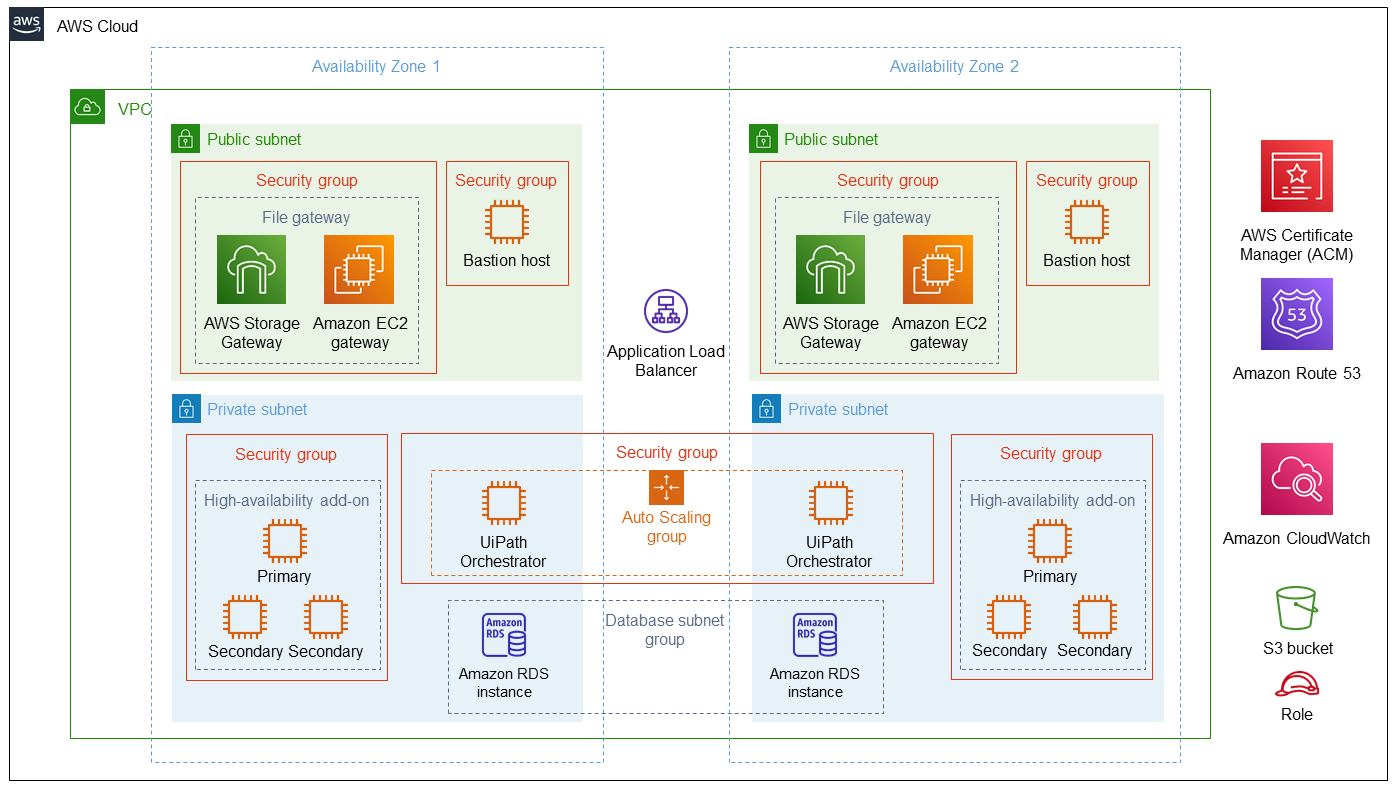 aws
AWS Cloud
Availability Zone 1
Availability Zone 2
VPC
Public subnet
Security group
File gateway
AWS Storage
Gateway
Amazon EC2
gateway
Security group
Bastion host
Application Load
Balancer
Public subnet
Security group
File gateway
AWS Storage
Gateway
Amazon EC2
gateway
Security group
Bastion host
Private subnet
Security group
High-availability add-on
Primary
Secondary
Secondary
Security group
Auto Scaling
group
UiPath
Orchestrator
UiPath
Orchestrator
Database subnet
group
Amazon
RDS
Amazon RDS
instance
Amazon
RDS
Amazon RDS
instance
Private subnet
Security group
High-availability add-on
Primary
Secondary
Secondary
AWS Certificate
Manager (ACM)
53
Amazon Route 53
Amazon CloudWatch
S3 bucket
Role